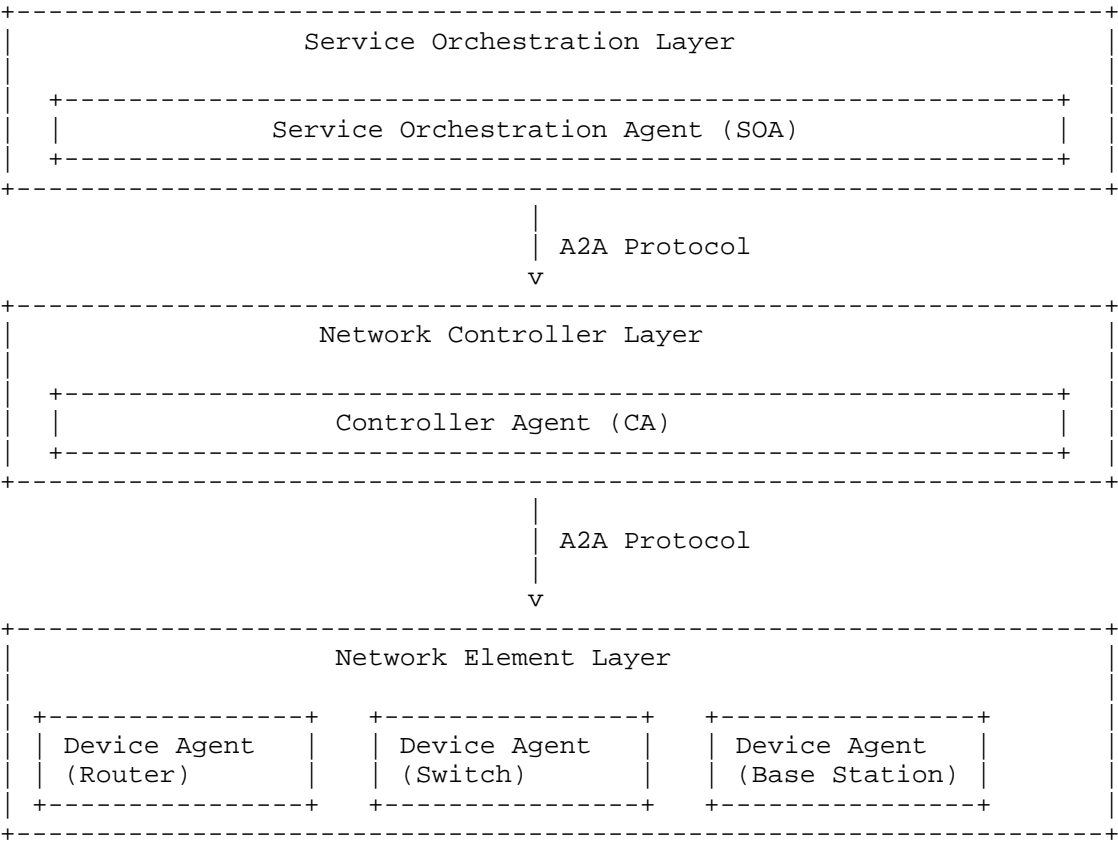 Service Orchestration Layer
Service Orchestration Agent (SOA)
A2A Protocol
v
Network Controller Layer
Controller Agent (CA)
A2A Protocol
v
Network Element Layer
Device Agent Device Agent Device Agent
(Router) (Switch) (Base Station)